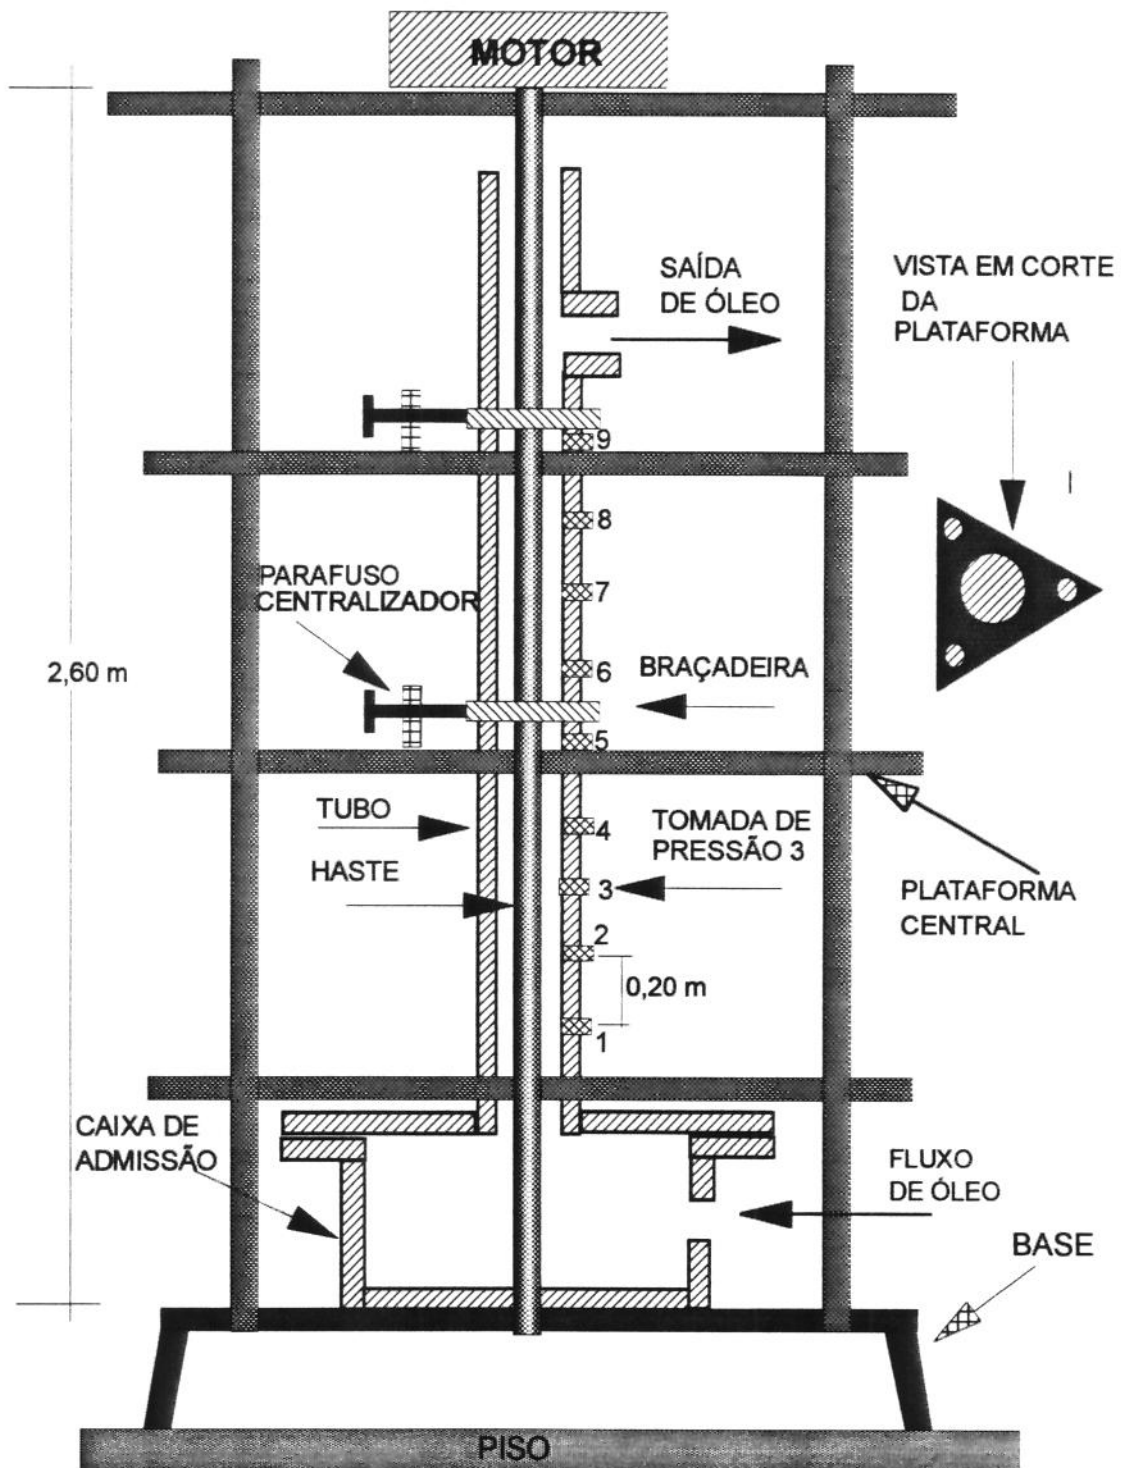 MOTOR
SAÍDA
DE ÓLEO
VISTA EM CORTE
DA
PLATAFORMA
9
8
7
PARAFUSO
CENTRALIZADOR
6
BRAÇADEIRA
2,60 m
5
TUBO
4
TOMADA DE
PRESSÃO 3
HASTE
3
PLATAFORMA
CENTRAL
2
0,20 m
1
CAIXA DE
ADMISSÃO
FLUXO
DE ÓLEO
BASE
PISO